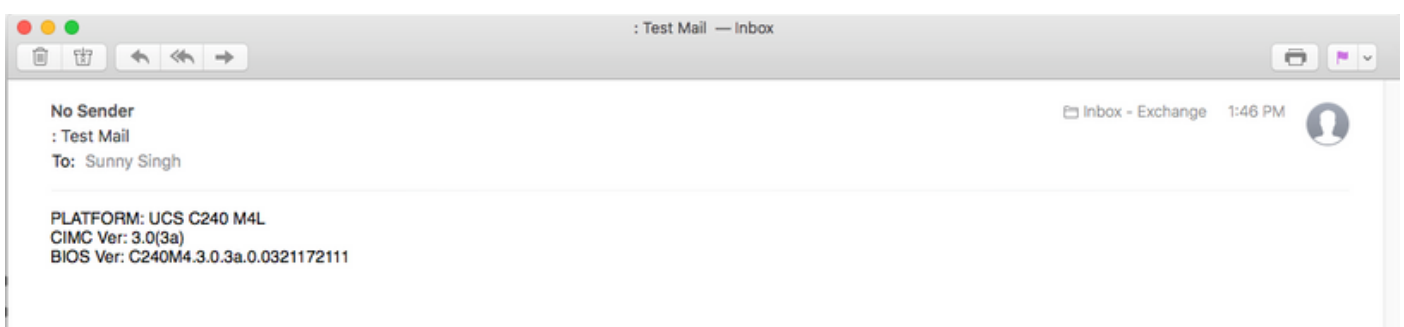 : Test Mail — Inbox
No Sender
Inbox - Exchange 1:46 PM
: Test Mail
To: Sunny Singh
PLATFORM: UCS C240 M4L
CIMC Ver: 3.0(3a)
BIOS Ver: C240M4.3.0.3a.0.0321172111